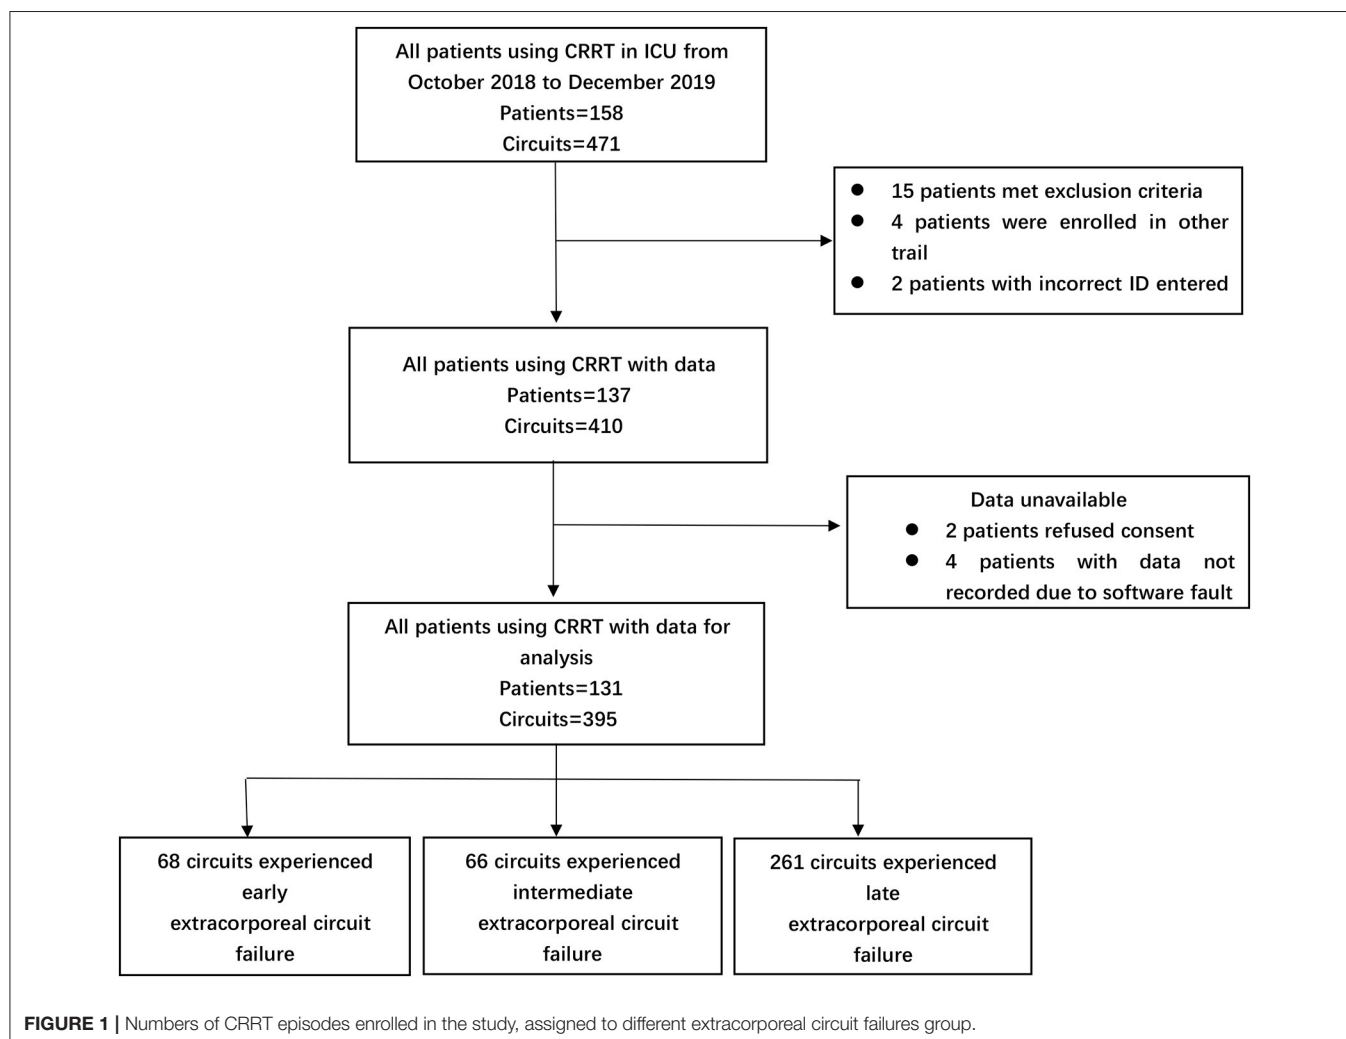 All patients using CRRT in ICU from
October 2018 to December 2019
Patients=158
Circuits=471
● 15 patients met exclusion criteria
● 4 patients were enrolled in other
trail
● 2 patients with incorrect ID entered
All patients using CRRT with data
Patients=137
Circuits=410
Data unavailable
● 2 patients refused consent
● 4 patients with data not
recorded due to software fault
All patients using CRRT with data for
analysis
Patients=131
Circuits=395
68 circuits experienced
early
extracorporeal circuit
failure
66 circuits experienced
intermediate
extracorporeal circuit
failure
261 circuits experienced
late
extracorporeal circuit
failure
FIGURE 1 | Numbers of CRRT episodes enrolled in the study, assigned to different extracorporeal circuit failures group.